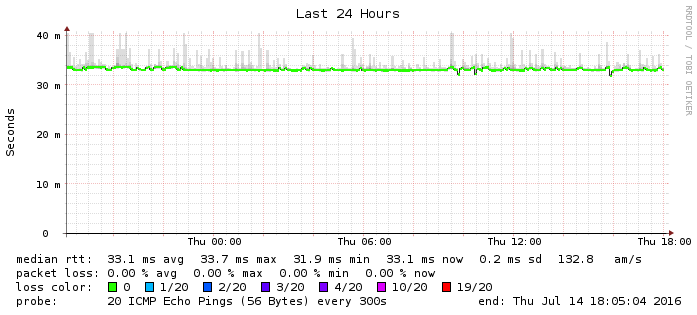 Last 24 Hours
RRDTOOL / TOBI OETIKER
Seconds
40 m
30 m
20 m
10 m
0
Thu 00:00 Thu 06:00 Thu 12:00 Thu 18:00
median rtt: 33.1 ms avg 33.7 ms max 31.9 ms min 33.1 ms now 0.2 ms sd 132.8 am/s
packet loss: 0.00 % avg 0.00 % max 0.00 % min 0.00 % now
loss color: 0 1/20 2/20 3/20 4/20 10/20 19/20
probe: 20 ICMP Echo Pings (56 Bytes) every 300s end: Thu Jul 14 18:05:04 2016